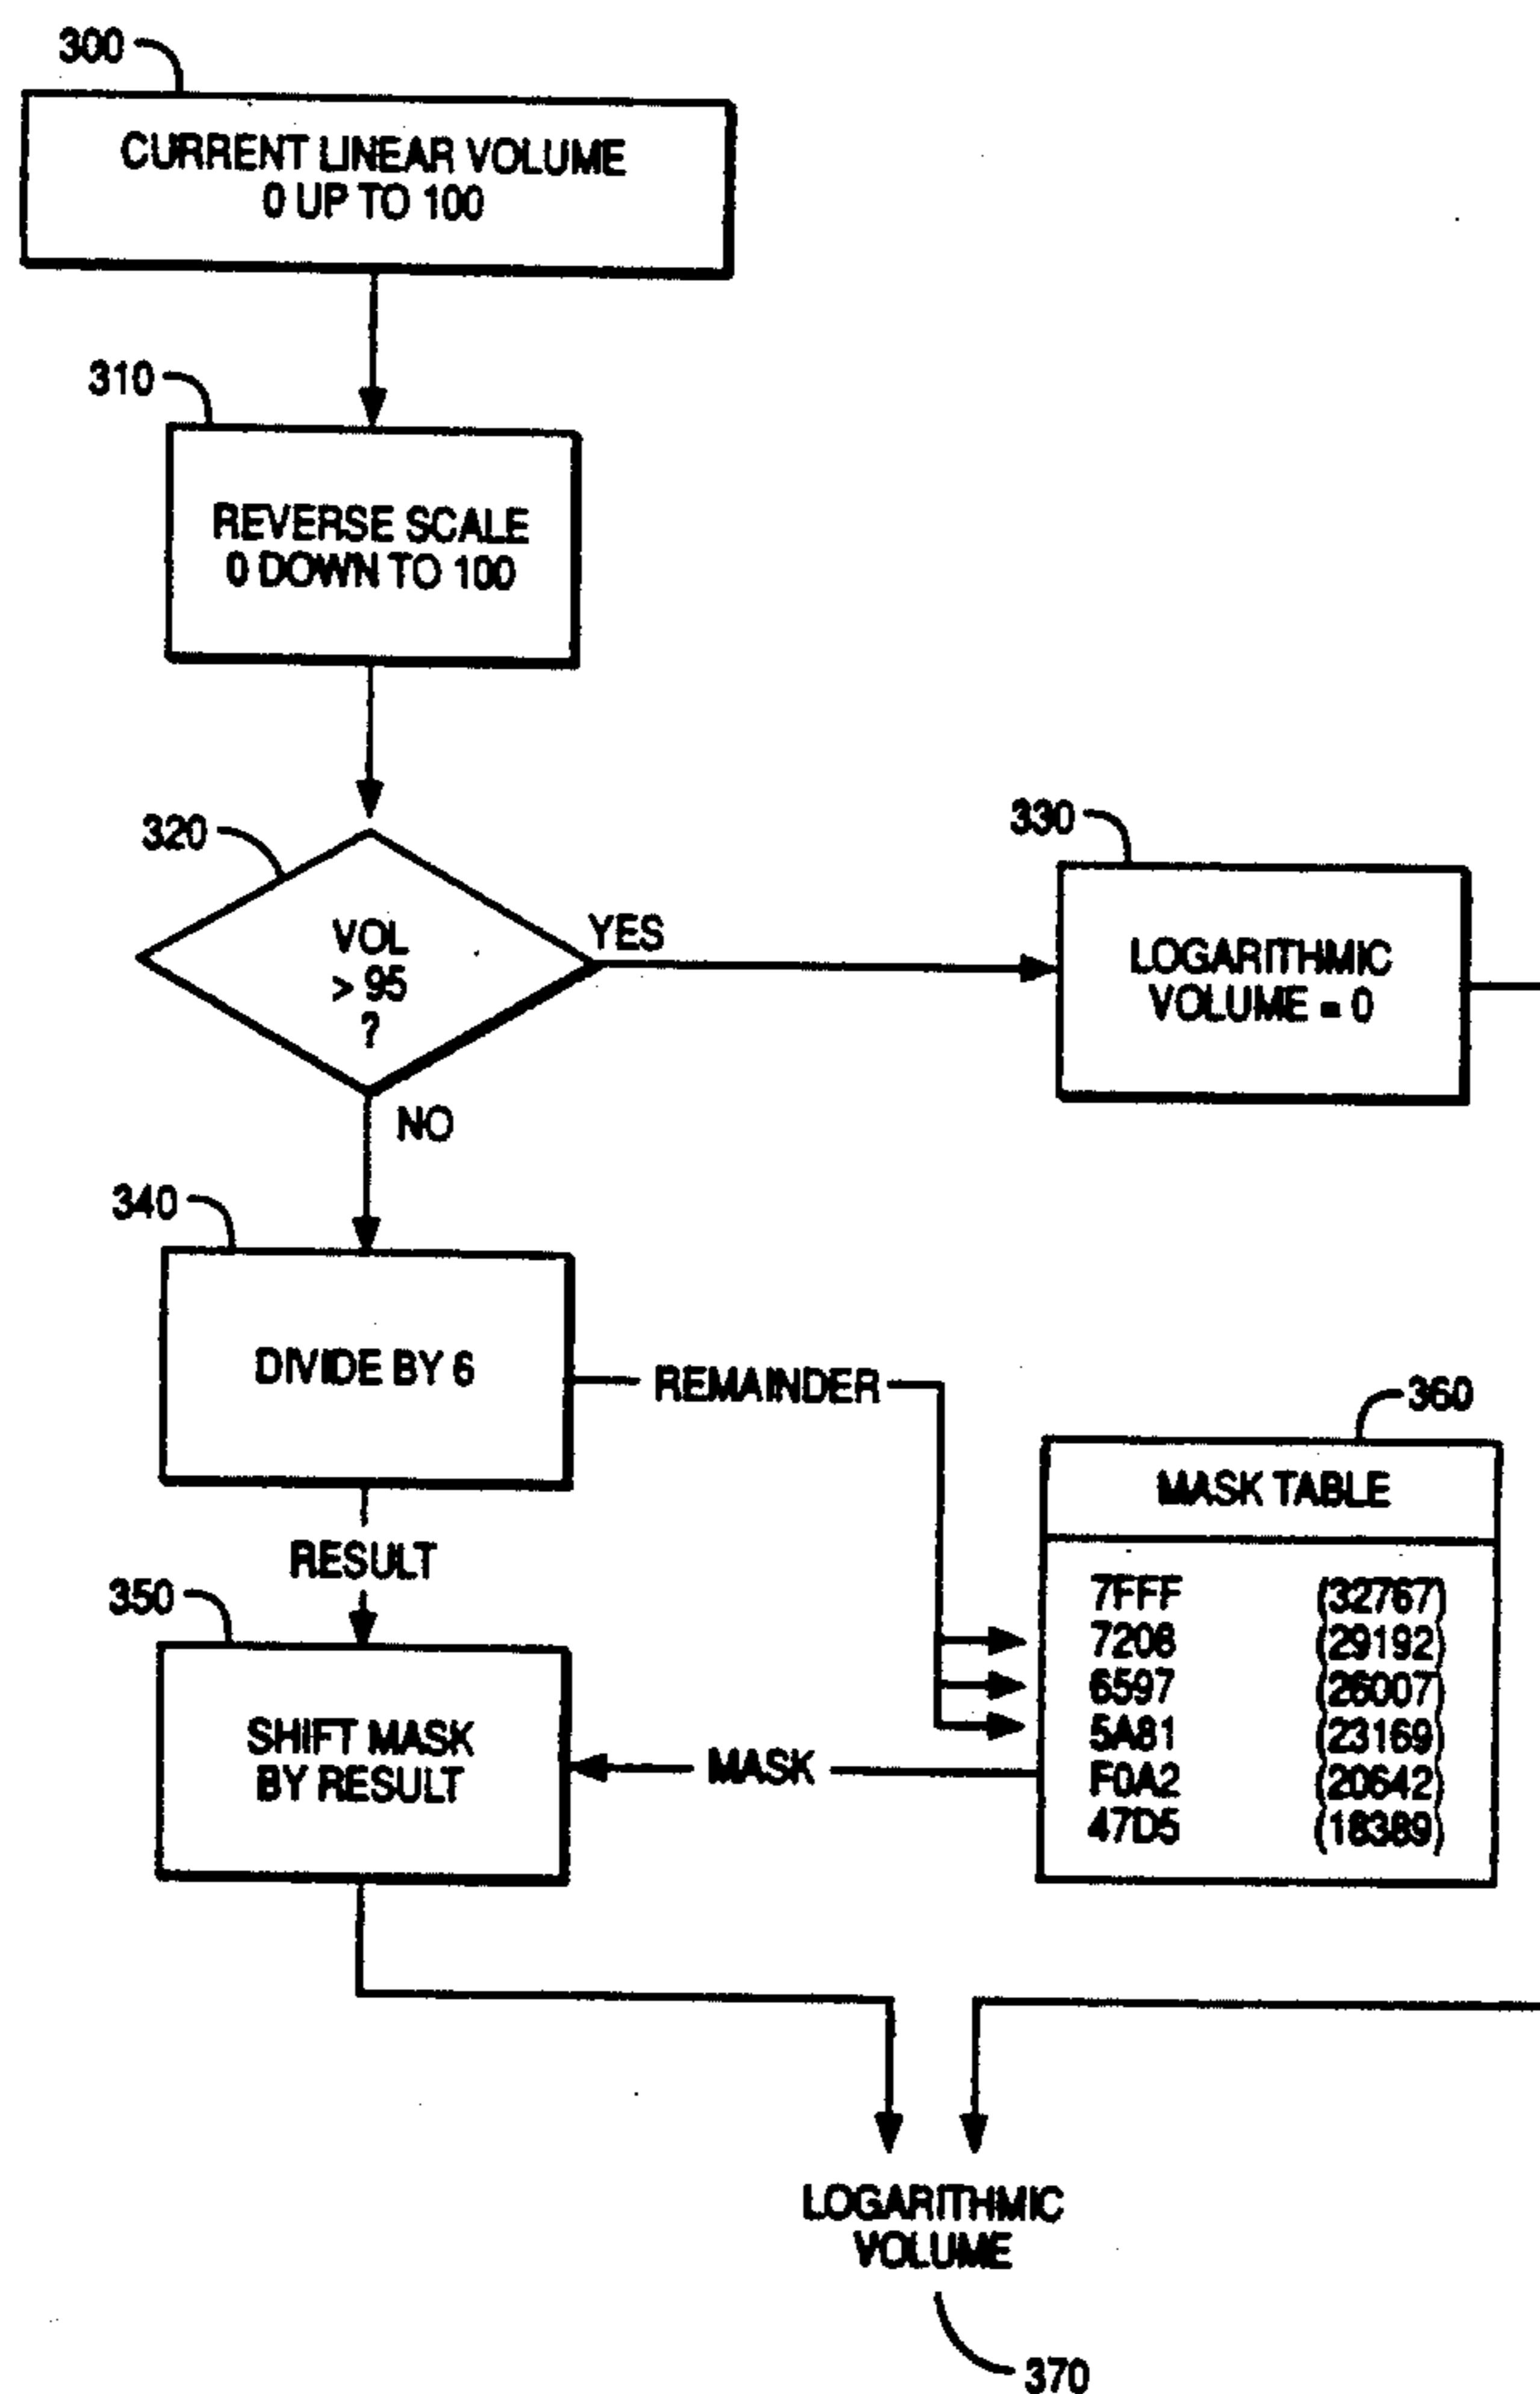 300
CURRENT LINEAR VOLUME
0 UP TO 100
310
REVERSE SCALE
0 DOWN TO 100
320
VOL
> 95
?
YES
330
LOGARITHMIC
VOLUME = 0
NO
340
DIVIDE BY 6
REMAINDER
360
MASK TABLE
RESULT
7FFF (32767)
7208 (29192)
6597 (26007)
5A81 (23169)
F0A2 (20642)
47D5 (18389)
350
SHIFT MASK
BY RESULT
MASK
LOGARITHMIC
VOLUME
370